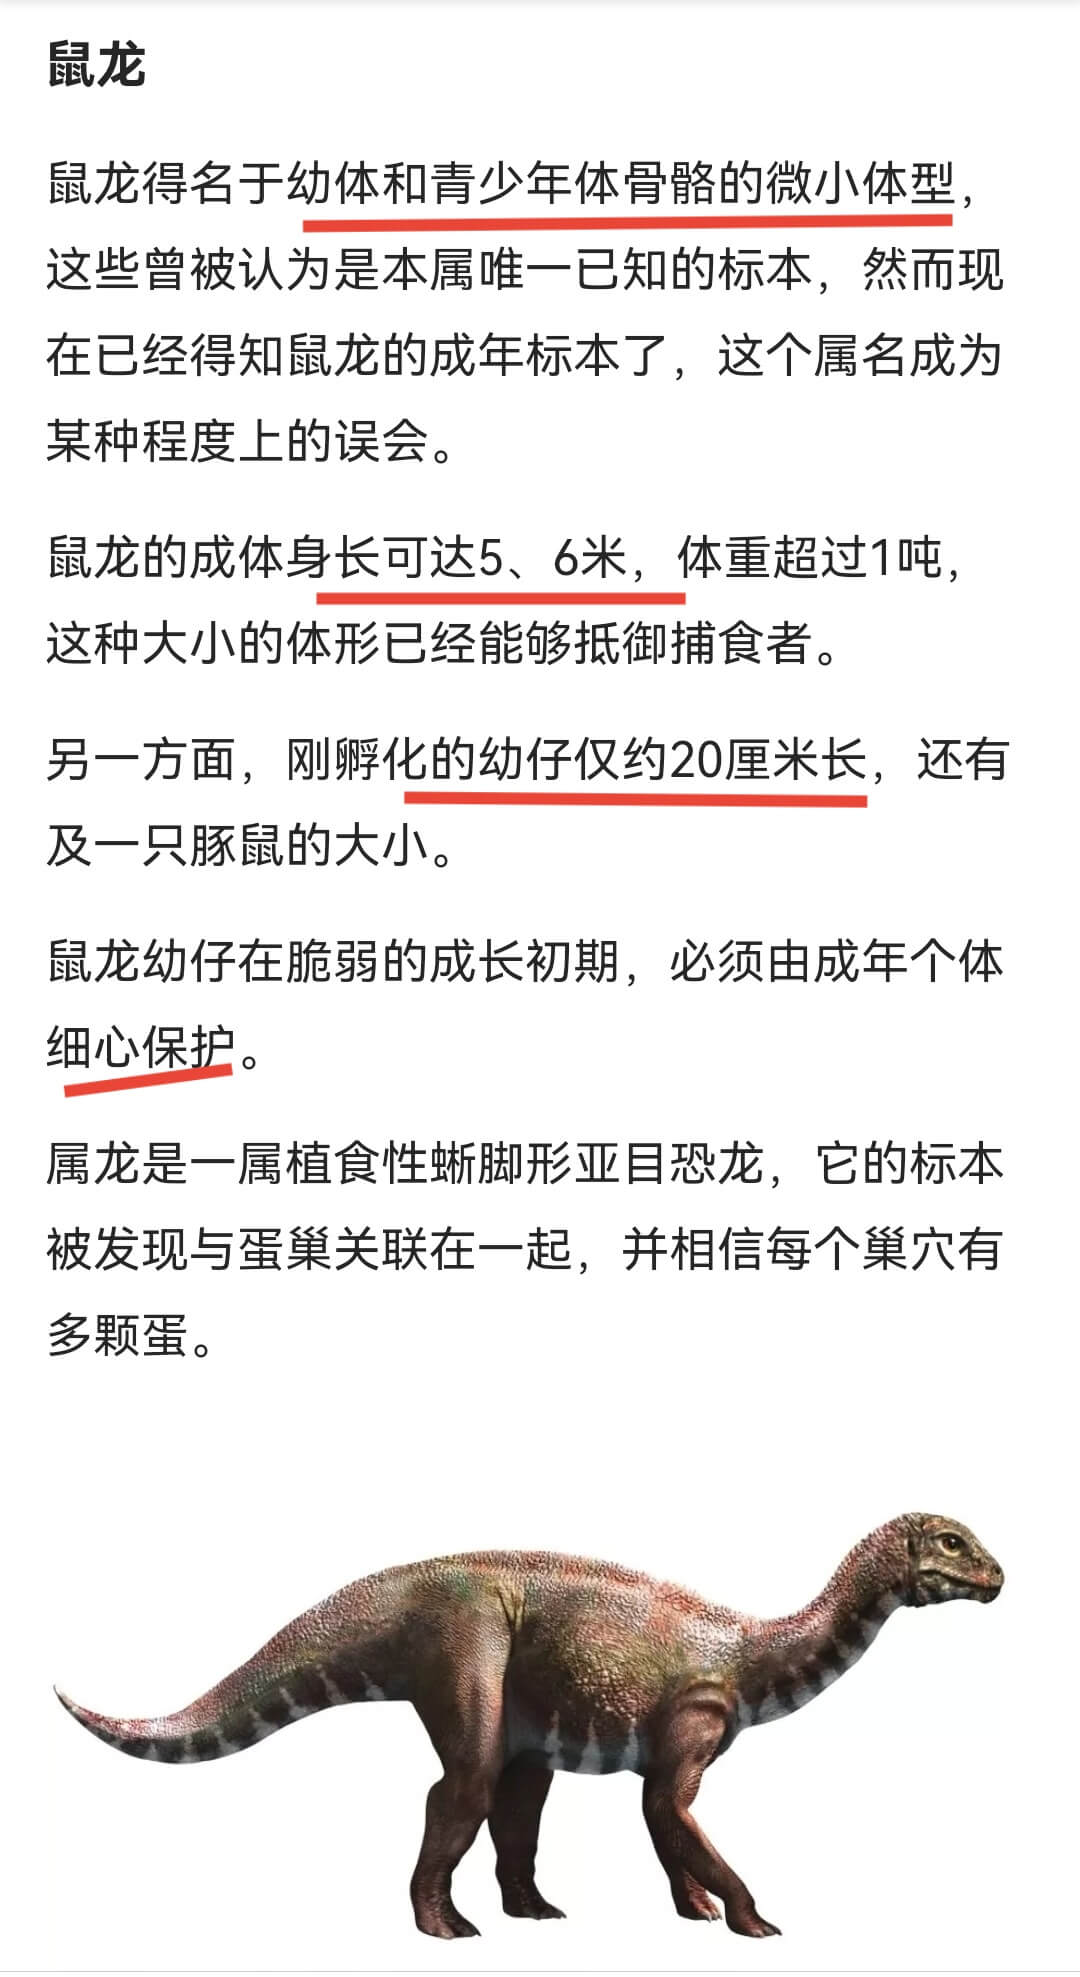 鼠龙
鼠龙得名于幼体和青少年体骨骼的微小体型，
这些曾被认为是本属唯一已知的标本，然而现
在已经得知鼠龙的成年标本了，这个属名成为
某种程度上的误会。
鼠龙的成体身长可达5、6米，体重超过1吨，
这种大小的体形已经能够抵御捕食者。
另一方面，刚孵化的幼仔仅约20厘米长，还有
及一只豚鼠的大小。
鼠龙幼仔在脆弱的成长初期，必须由成年个体
细心保护。
属龙是一属植食性蜥脚形亚目恐龙，它的标本
被发现与蛋巢关联在一起，并相信每个巢穴有
多颗蛋。